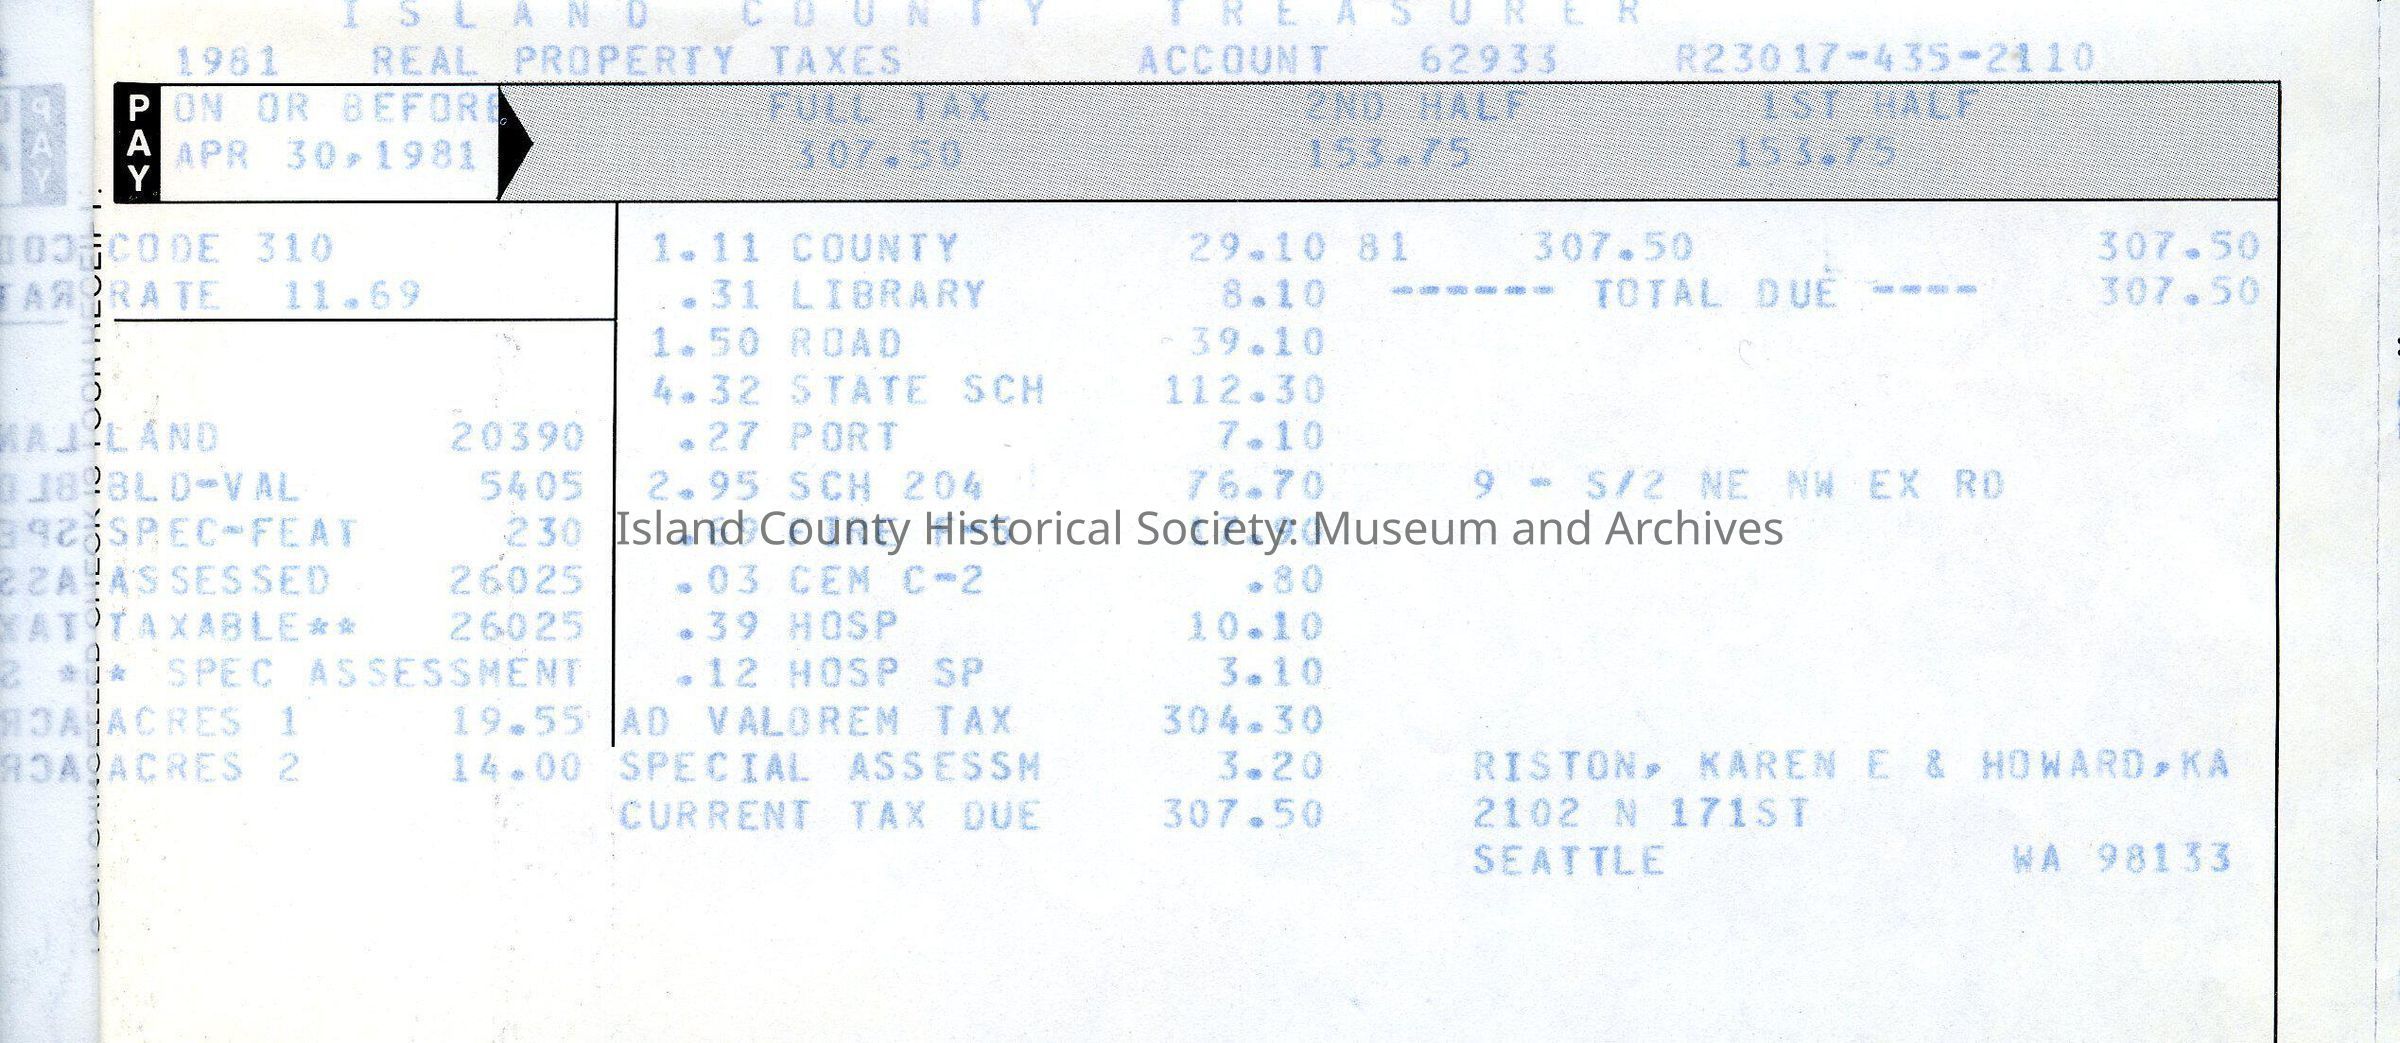 ISLAND COUNTY TREASURER
1981 REAL PROPERTY TAXES ACCOUNT 62933 R23017-435-2110
PAY
ON OR BEFORE FULL TAX 2ND HALF 1ST HALF
APR 30,1981 307.50 153.75 153.75
CODE 310 1.11 COUNTY 29.10 81 307.50 307.50
RATE 11.69 .31 LIBRARY 8.10 ------ TOTAL DUE ---- 307.50
1.50 ROAD 39.10
4.32 STATE SCH 112.30
LAND 20390 .27 PORT 7.10
BLD-VAL 5405 2.95 SCH 204 76.70 9 - S/2 NE NW EX RD
SPEC-FEAT 230 .69 FIRE F-5 17.90
Island County Historical Society: Museum and Archives
ASSESSED 26025 .03 CEM C-2 .80
TAXABLE** 26025 .39 HOSP 10.10
* SPEC ASSESSMENT .12 HOSP SP 3.10
ACRES 1 19.55 AD VALOREM TAX 304.30
ACRES 2 14.00 SPECIAL ASSESSM 3.20 RISTON, KAREN E & HOWARD,KA
CURRENT TAX DUE 307.50 2102 N 171ST
SEATTLE WA 98133